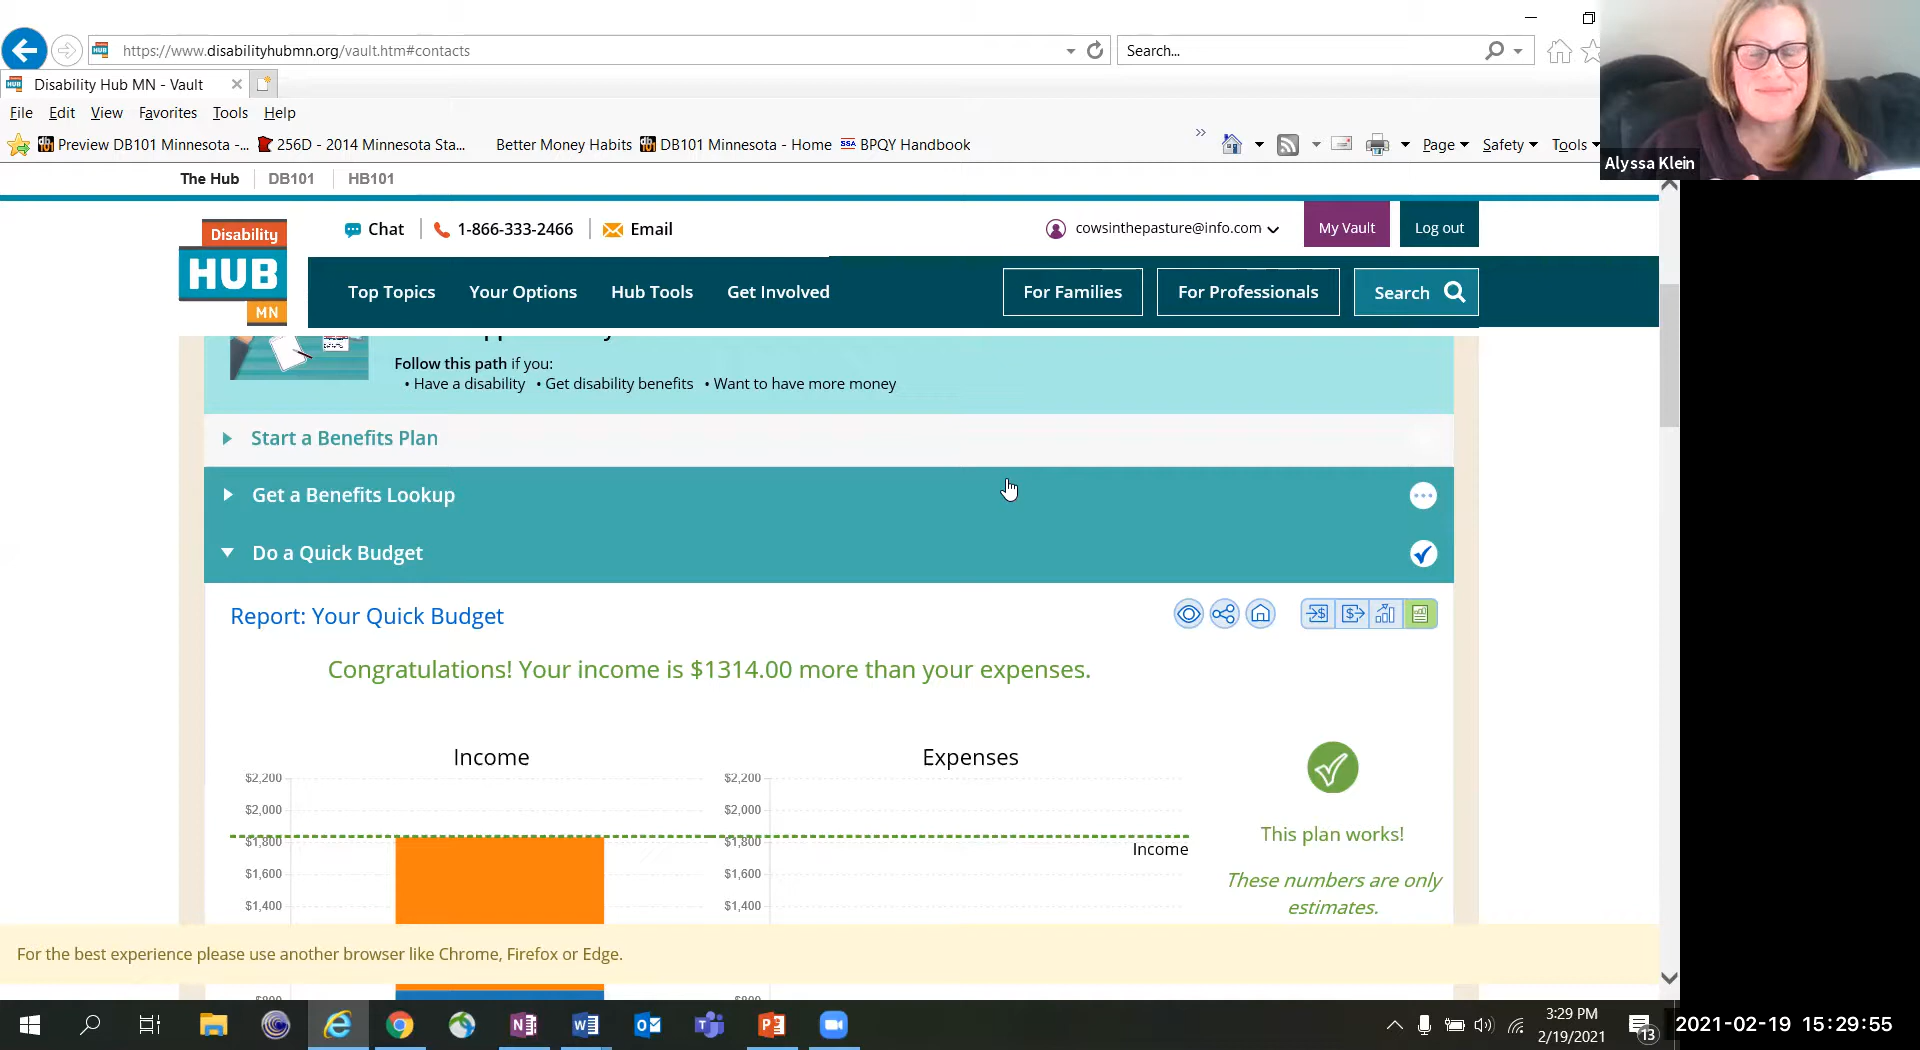 https://www.disabilityhubmn.org/vault.htm#contacts
Search...
Disability Hub MN - Vault
File Edit View Favorites Tools Help
Preview DB101 Minnesota -... 256D - 2014 Minnesota Sta... Better Money Habits DB101 Minnesota - Home BPQY Handbook
Page Safety Tools
Alyssa Klein
The Hub DB101 HB101
Disability HUB MN
Chat 1-866-333-2466 Email
cowsinthepasture@info.com My Vault Log out
Top Topics Your Options Hub Tools Get Involved For Families For Professionals Search
Follow this path if you:
• Have a disability • Get disability benefits • Want to have more money
Start a Benefits Plan
Get a Benefits Lookup
Do a Quick Budget
Report: Your Quick Budget
Congratulations! Your income is $1314.00 more than your expenses.
Income
$2,200
$2,000
$1,800
$1,600
$1,400
$800
Expenses
$2,200
$2,000
$1,800
$1,600
$1,400
$800
Income
This plan works!
These numbers are only
estimates.
For the best experience please use another browser like Chrome, Firefox or Edge.
3:29 PM
2/19/2021
13
2021-02-19 15:29:55